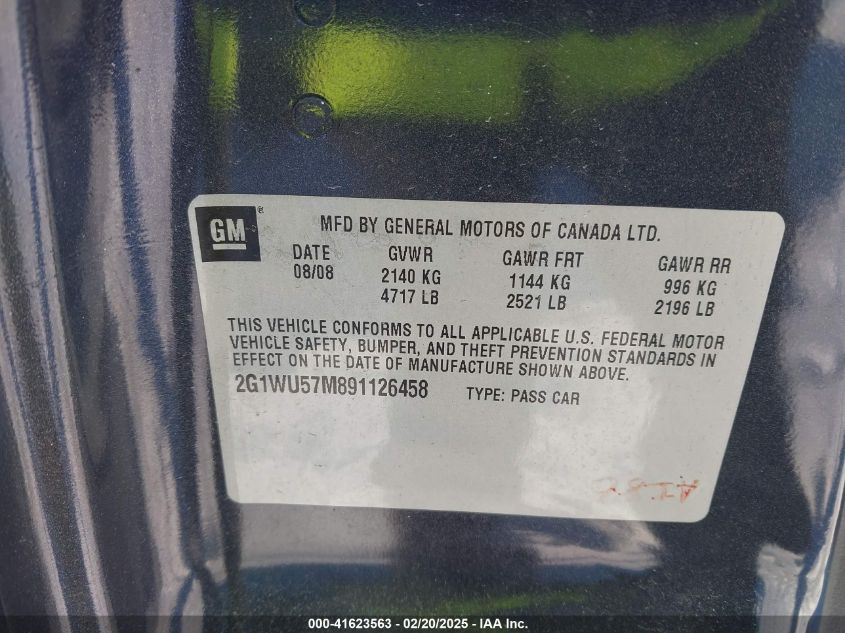 GM
MFD BY GENERAL MOTORS OF CANADA LTD.
DATE GVWR GAWR FRT GAWR RR
08/08 2140 KG 1144 KG 996 KG
4717 LB 2521 LB 2196 LB
THIS VEHICLE CONFORMS TO ALL APPLICABLE U.S. FEDERAL MOTOR
VEHICLE SAFETY, BUMPER, AND THEFT PREVENTION STANDARDS IN
EFFECT ON THE DATE OF MANUFACTURE SHOWN ABOVE.
2G1WU57M891126458 TYPE: PASS CAR
000-41623563 — 02/20/2025 — IAA, Inc.